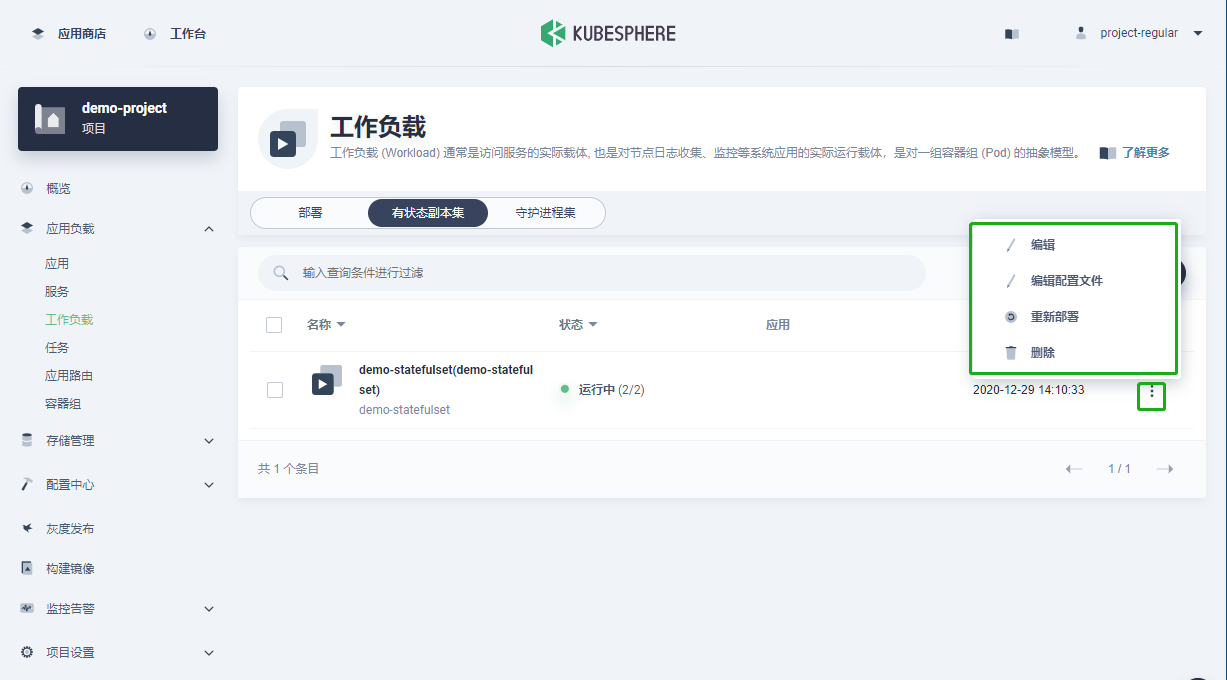 应用商店
工作台
KUBESPHERE
project-regular
demo-project
项目
概览
应用负载
应用
服务
工作负载
任务
应用路由
容器组
存储管理
配置中心
灰度发布
构建镜像
监控告警
项目设置
工作负载
工作负载 (Workload) 通常是访问服务的实际载体, 也是对节点日志收集、监控等系统应用的实际运行载体，是对一组容器组 (Pod) 的抽象模型。
了解更多
部署
有状态副本集
守护进程集
输入查询条件进行过滤
编辑
编辑配置文件
重新部署
删除
名称
状态
应用
demo-statefulset(demo-stateful
set)
demo-statefulset
运行中 (2/2)
2020-12-29 14:10:33
共 1 个条目
1 / 1